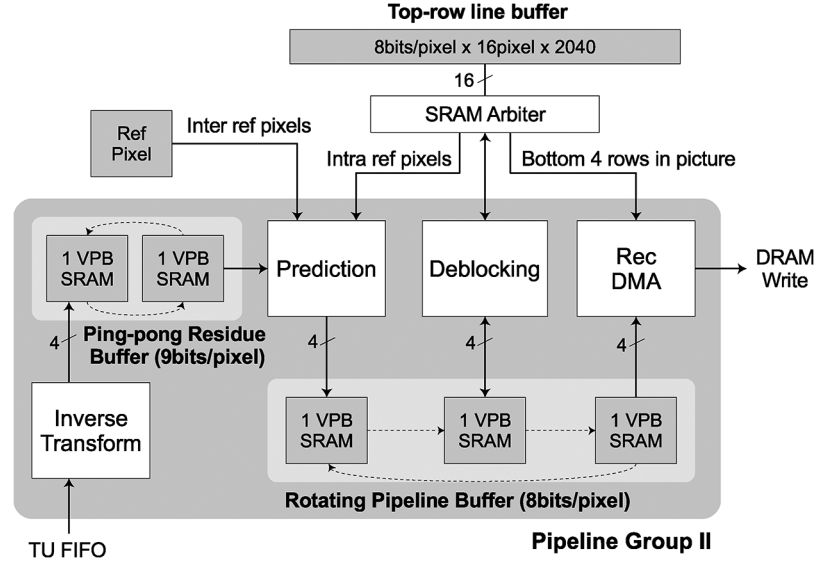 Top-row line buffer
8bits/pixel x 16pixel x 2040
16
SRAM Arbiter
Ref
Pixel
Inter ref pixels
Intra ref pixels
Bottom 4 rows in picture
1 VPB
SRAM
1 VPB
SRAM
Prediction
Deblocking
Rec
DMA
DRAM
Write
Ping-pong Residue
Buffer (9bits/pixel)
4
4
4
4
Inverse
Transform
1 VPB
SRAM
1 VPB
SRAM
1 VPB
SRAM
Rotating Pipeline Buffer (8bits/pixel)
TU FIFO
Pipeline Group II